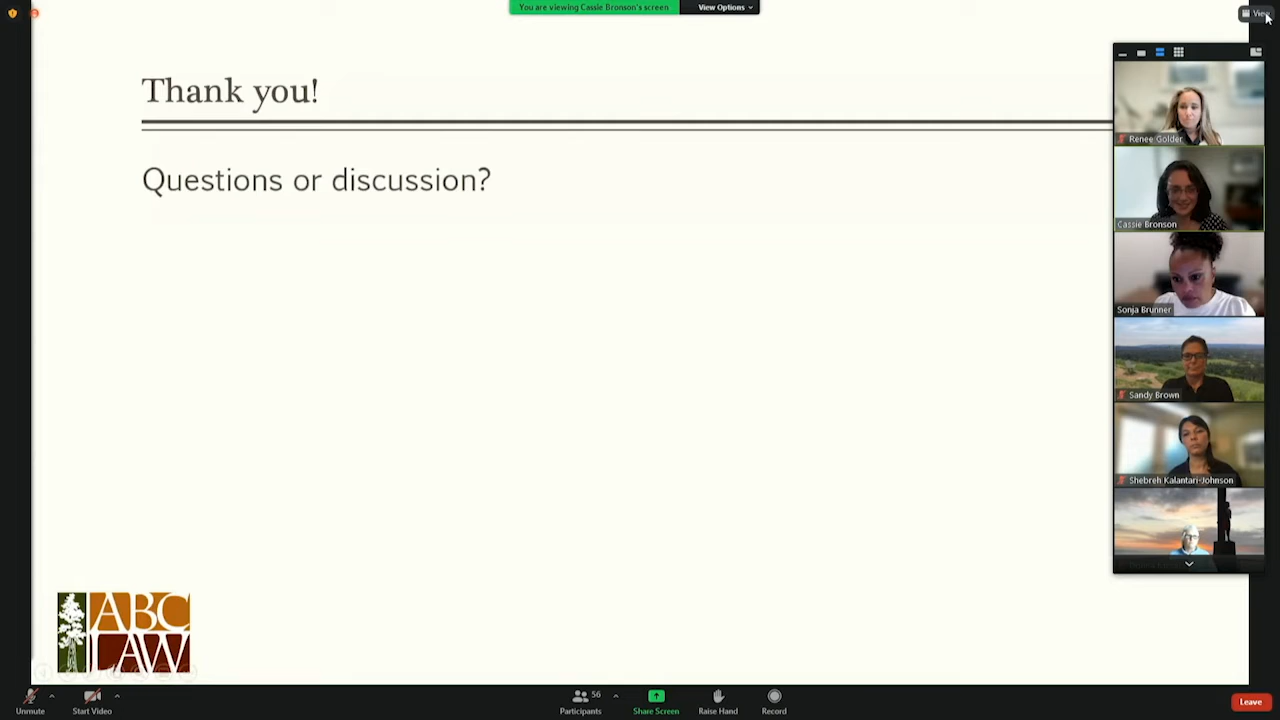 You are viewing Cassie Bronson's screen
View Options
View
Thank you!
Questions or discussion?
Renee Golder
Cassie Bronson
Sonja Brunner
Sandy Brown
Shebreh Kalantari-Johnson
ABC
LAW
Unmute
Start Video
56
Participants
Share Screen
Raise Hand
Record
Leave